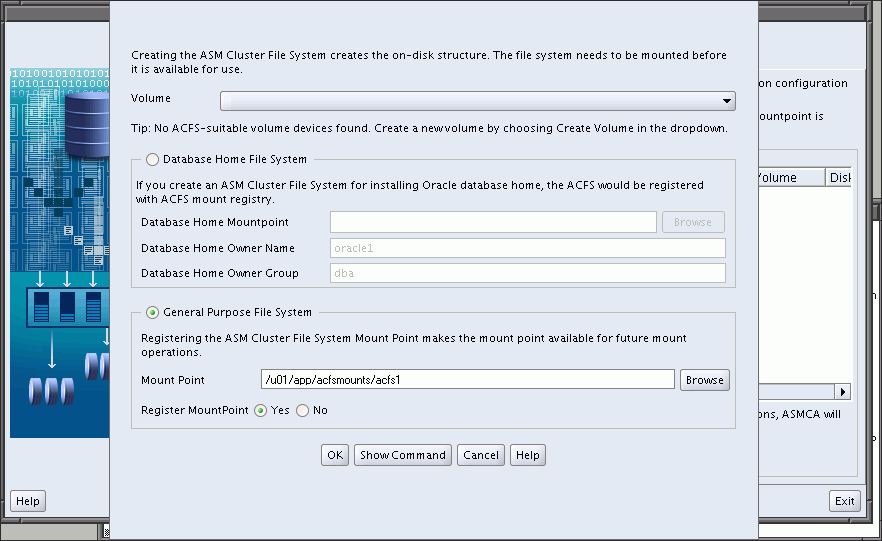 Creating the ASM Cluster File System creates the on-disk structure. The file system needs to be mounted before
it is available for use.
on configuration
Volume
ountpoint is
Tip: No ACFS-suitable volume devices found. Create a new volume by choosing Create Volume in the dropdown.
Database Home File System
If you create an ASM Cluster File System for installing Oracle database home, the ACFS would be registered
with ACFS mount registry.
olume
Disk
Database Home Mountpoint
Browse
Database Home Owner Name
oracle1
Database Home Owner Group
dba
General Purpose File System
Registering the ASM Cluster File System Mount Point makes the mount point available for future mount
operations.
Mount Point
/u01/app/acfsmounts/acfs1
Browse
Register MountPoint
Yes
No
ons, ASMCA will
OK
Show Command
Cancel
Help
Help
Exit